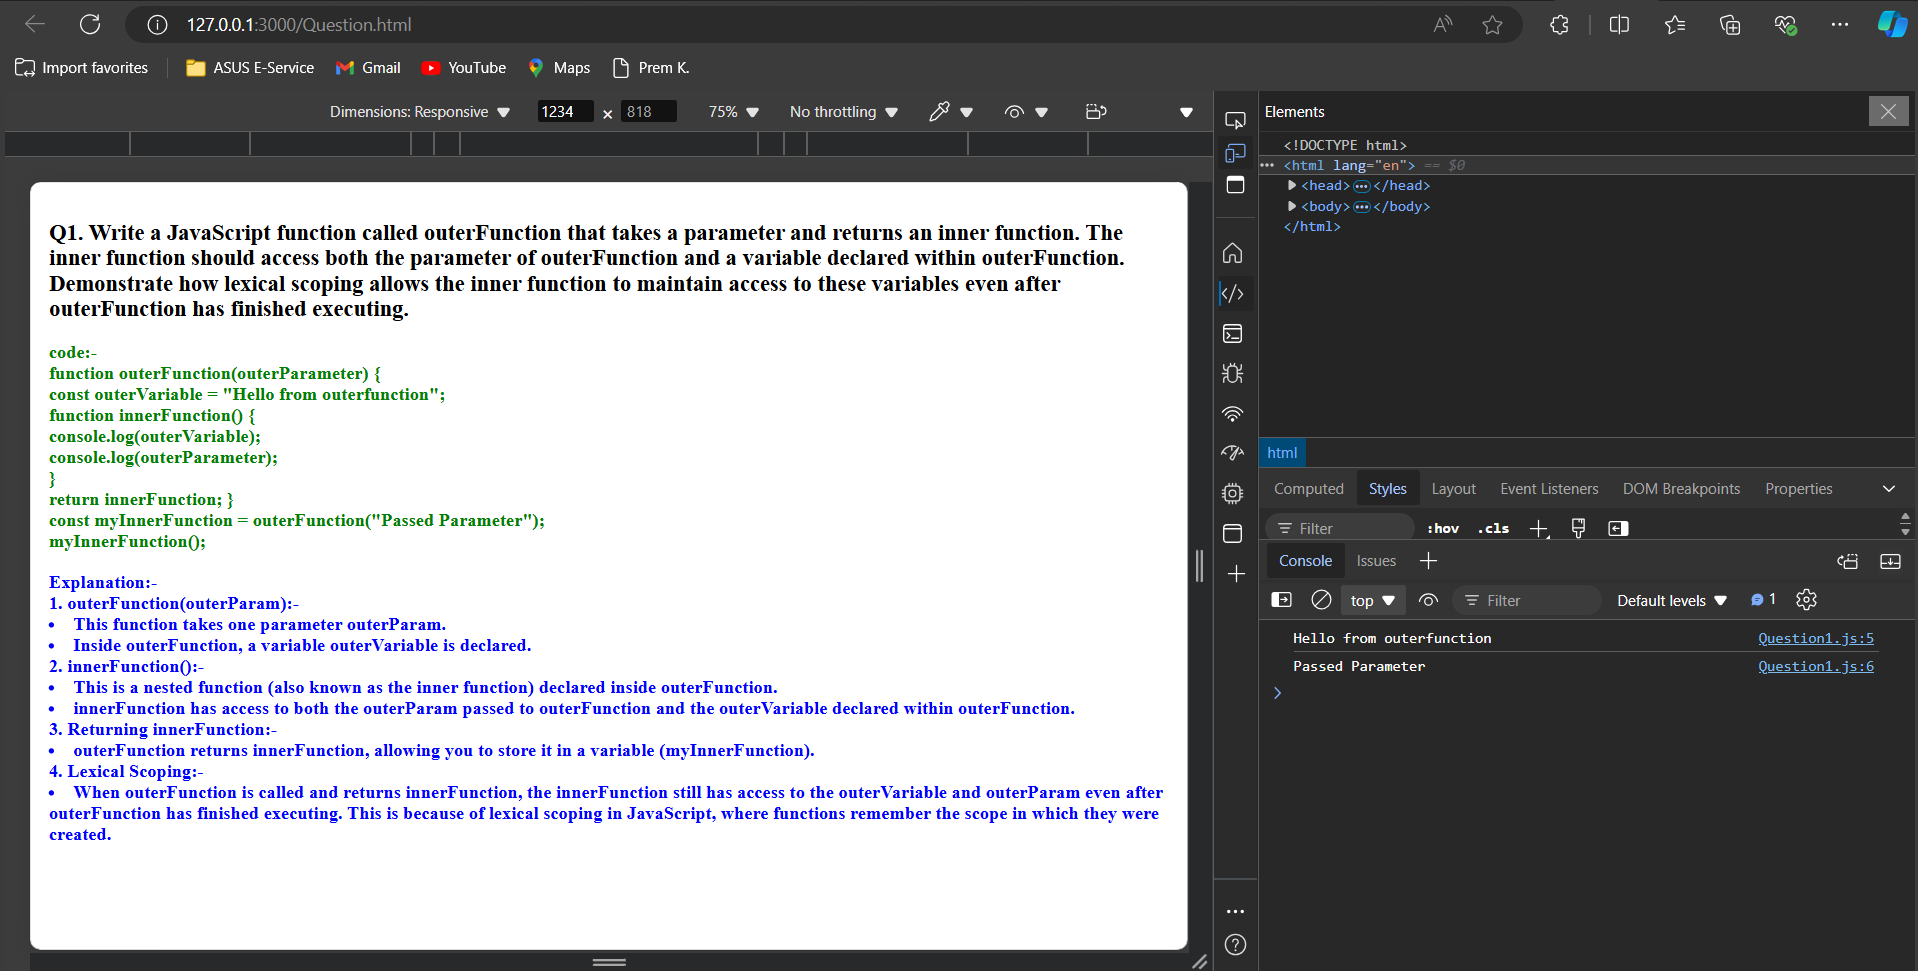 127.0.0.1:3000/Question.html
Import favorites
ASUS E-Service
Gmail
YouTube
Maps
Prem K.
Dimensions: Responsive
1234 × 818
75%
No throttling
Q1. Write a JavaScript function called outerFunction that takes a parameter and returns an inner function. The
inner function should access both the parameter of outerFunction and a variable declared within outerFunction.
Demonstrate how lexical scoping allows the inner function to maintain access to these variables even after
outerFunction has finished executing.
code:-
function outerFunction(outerParameter) {
const outerVariable = "Hello from outerfunction";
function innerFunction() {
console.log(outerVariable);
console.log(outerParameter);
}
return innerFunction; }
const myInnerFunction = outerFunction("Passed Parameter");
myInnerFunction();
Explanation:-
1. outerFunction(outerParam):-
• This function takes one parameter outerParam.
• Inside outerFunction, a variable outerVariable is declared.
2. innerFunction():-
• This is a nested function (also known as the inner function) declared inside outerFunction.
• innerFunction has access to both the outerParam passed to outerFunction and the outerVariable declared within outerFunction.
3. Returning innerFunction:-
• outerFunction returns innerFunction, allowing you to store it in a variable (myInnerFunction).
4. Lexical Scoping:-
• When outerFunction is called and returns innerFunction, the innerFunction still has access to the outerVariable and outerParam even after
outerFunction has finished executing. This is because of lexical scoping in JavaScript, where functions remember the scope in which they were
created.
Elements
<!DOCTYPE html>
<html lang="en"> == $0
<head>…</head>
<body>…</body>
</html>
html
Computed
Styles
Layout
Event Listeners
DOM Breakpoints
Properties
Filter
:hov
.cls
Console
Issues
top
Filter
Default levels
1
Hello from outerfunction Question1.js:5
Passed Parameter Question1.js:6